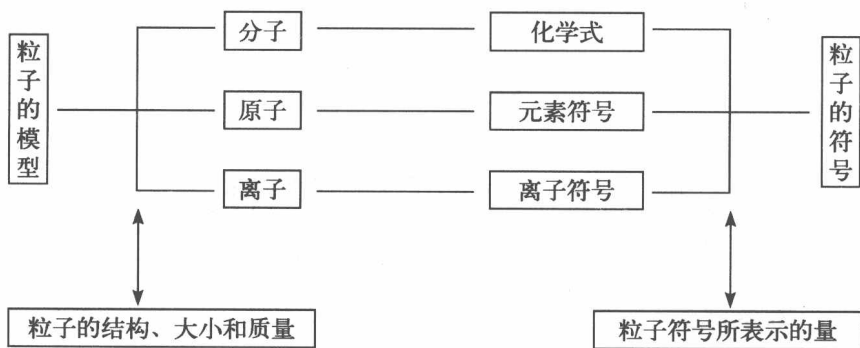 粒子的模型
分子
化学式
原子
元素符号
离子
离子符号
粒子的符号
粒子的结构、大小和质量
粒子符号所表示的量